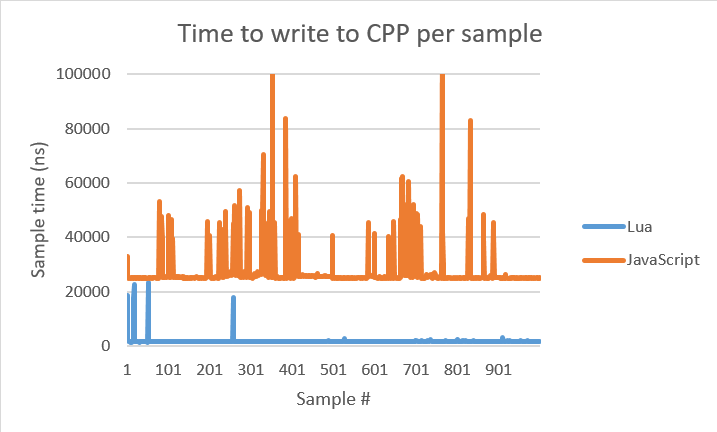 Time to write to CPP per sample
100000
80000
60000
40000
20000
0
Sample time (ns)
1 101 201 301 401 501 601 701 801 901
Sample #
Lua
JavaScript